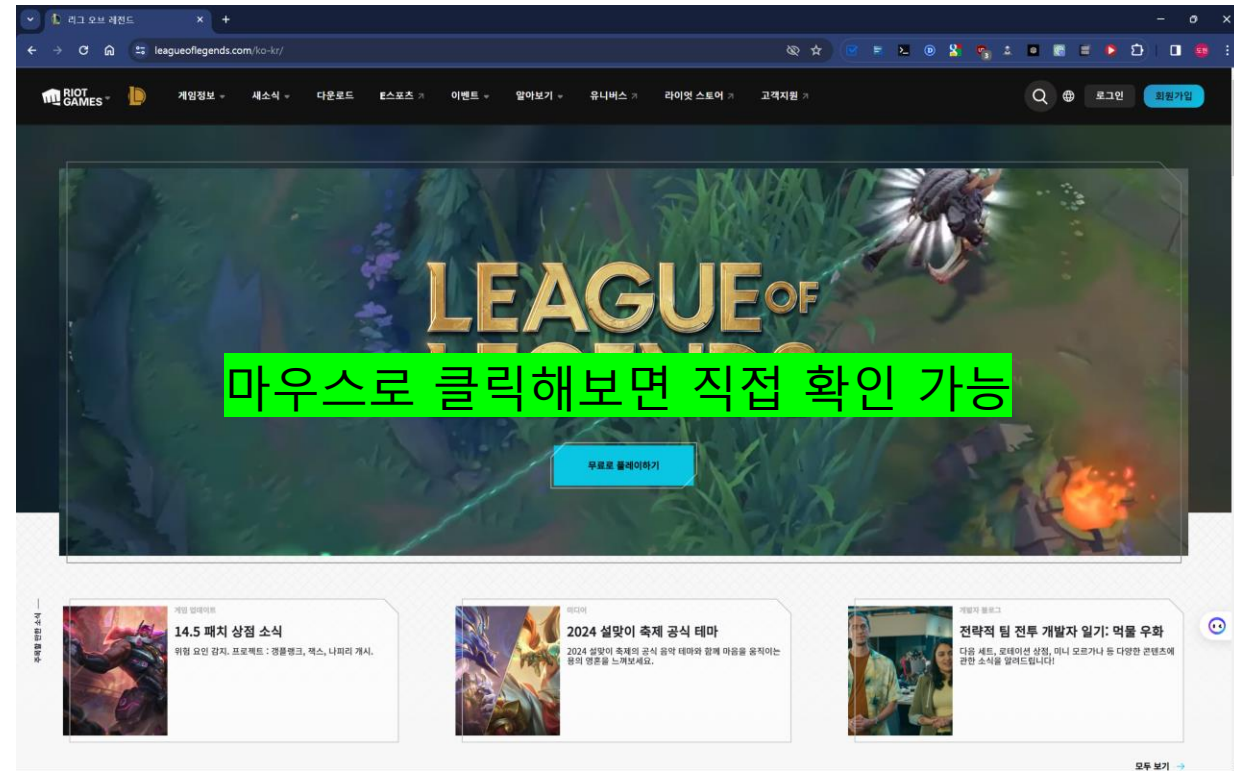 리그 오브 레전드
leagueoflegends.com/ko-kr/
RIOT GAMES 게임정보 새소식 다운로드 E스포츠 이벤트 알아보기 유니버스 라이엇 스토어 고객지원 로그인 회원가입
LEAGUE OF
LEGENDS
마우스로 클릭해보면 직접 확인 가능
무료로 플레이하기
주목할 만한 소식
게임 업데이트
14.5 패치 상점 소식
위험 요인 감지. 프로젝트 : 갱플랭크, 잭스, 나피리 개시.
미디어
2024 설맞이 축제 공식 테마
2024 설맞이 축제의 공식 음악 테마와 함께 마음을 움직이는
용의 영혼을 느껴보세요.
개발자 블로그
전략적 팀 전투 개발자 일기: 먹물 우화
다음 세트, 로테이션 상점, 미니 모르가나 등 다양한 콘텐츠에
관한 소식을 알려드립니다!
모두 보기